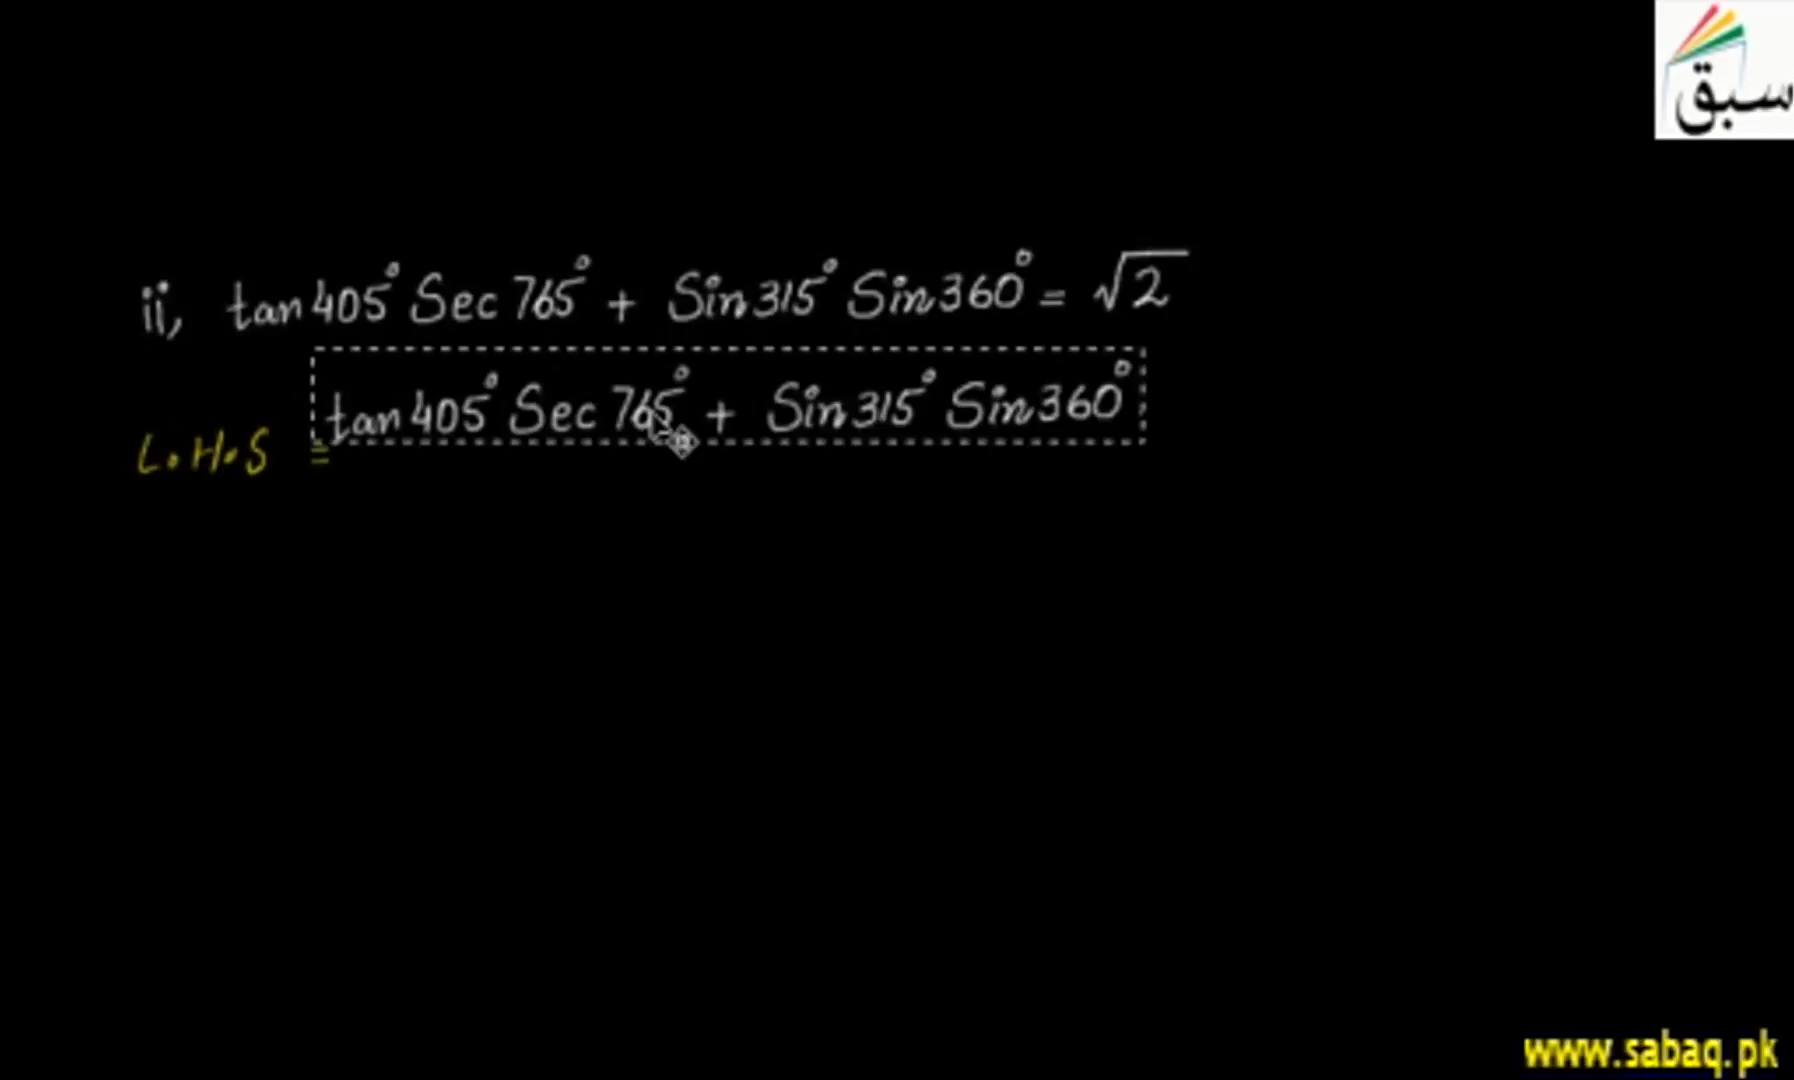 سبق
ii, tan 405° Sec 765° + Sin 315° Sin 360° = √2
L.H.S = tan 405° Sec 765° + Sin 315° Sin 360°
www.sabaq.pk